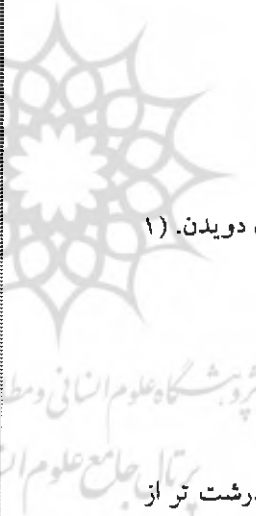 دویدن. (۱
پژوهشگاه علوم انسانی و مطا
پرتال جامع علوم ان
درشت تر از